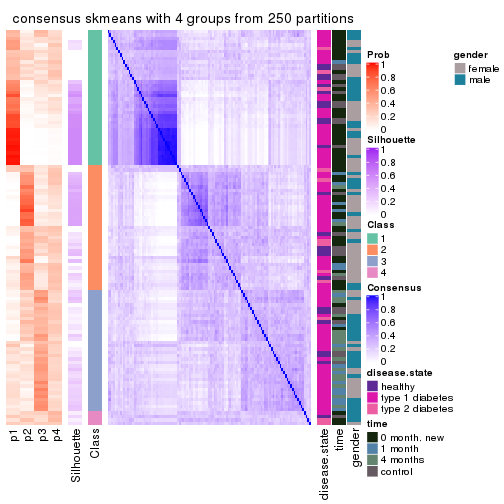 consensus skmeans with 4 groups from 250 partitions
Prob
1
0.8
0.6
0.4
0.2
0
gender
female
male
Silhouette
1
0.8
0.6
0.4
0.2
0
Class
1
2
3
4
Consensus
1
0.8
0.6
0.4
0.2
0
disease.state
healthy
type 1 diabetes
type 2 diabetes
time
0 month. new
1 month
4 months
control
p1
p2
p3
p4
Silhouette
Class
disease.state
time
gender